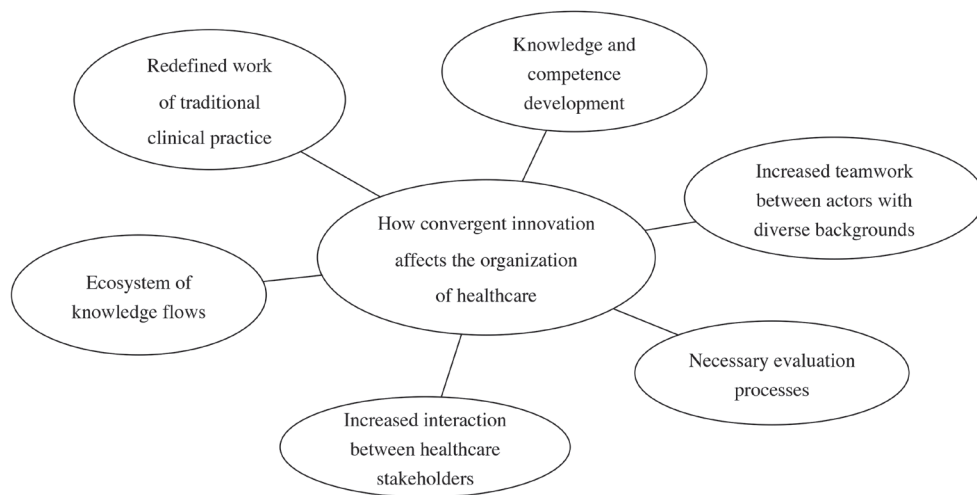 Redefined work
of traditional
clinical practice
Knowledge and
competence
development
Increased teamwork
between actors with
diverse backgrounds
How convergent innovation
affects the organization
of healthcare
Ecosystem of
knowledge flows
Necessary evaluation
processes
Increased interaction
between healthcare
stakeholders